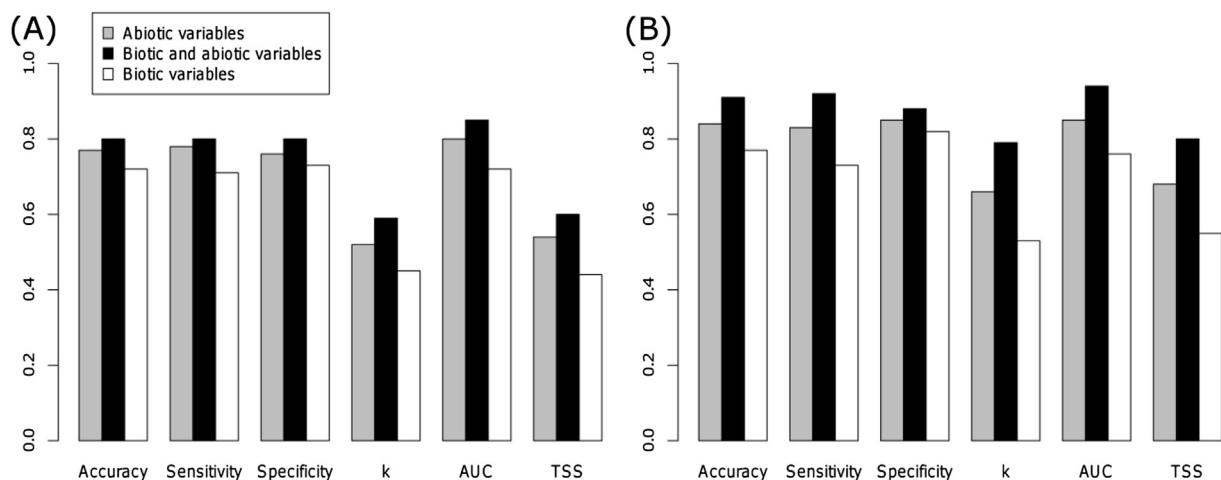 (A)
Abiotic variables
Biotic and abiotic variables
Biotic variables
1.0
0.8
0.6
0.4
0.2
0.0
Accuracy Sensitivity Specificity k AUC TSS
(B)
1.0
0.8
0.6
0.4
0.2
0.0
Accuracy Sensitivity Specificity k AUC TSS